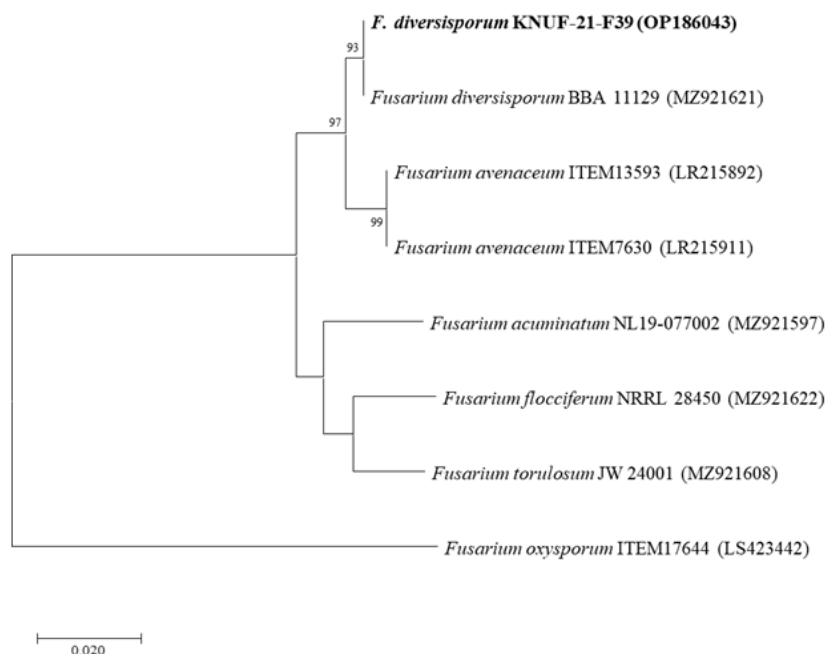 F. diversisporum KNUF-21-F39 (OP186043)
93
Fusarium diversisporum BBA 11129 (MZ921621)
97
Fusarium avenaceum ITEM13593 (LR215892)
99
Fusarium avenaceum ITEM7630 (LR215911)
Fusarium acuminatum NL19-077002 (MZ921597)
Fusarium flocciferum NRRL 28450 (MZ921622)
Fusarium torulosum JW 24001 (MZ921608)
Fusarium oxysporum ITEM17644 (LS423442)
0.020